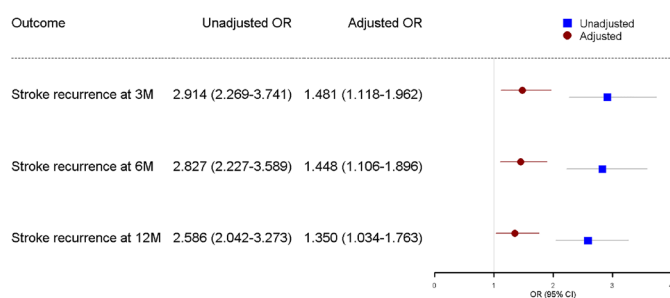 Outcome Unadjusted OR Adjusted OR
Unadjusted
Adjusted
Stroke recurrence at 3M 2.914 (2.269-3.741) 1.481 (1.118-1.962)
Stroke recurrence at 6M 2.827 (2.227-3.589) 1.448 (1.106-1.896)
Stroke recurrence at 12M 2.586 (2.042-3.273) 1.350 (1.034-1.763)
0 1 2 3
OR (95% CI)